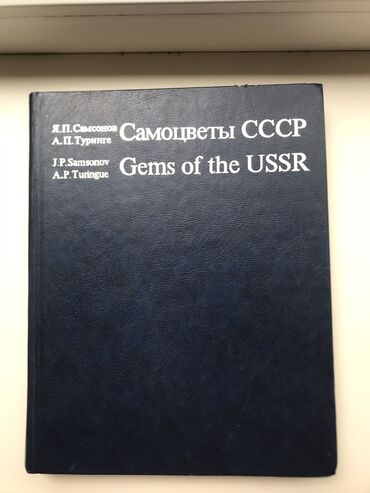 Я.П. Самсонов
А.П. Туринге
Самоцветы СССР
J.P. Samsonov
A.P. Turingue
Gems of the USSR